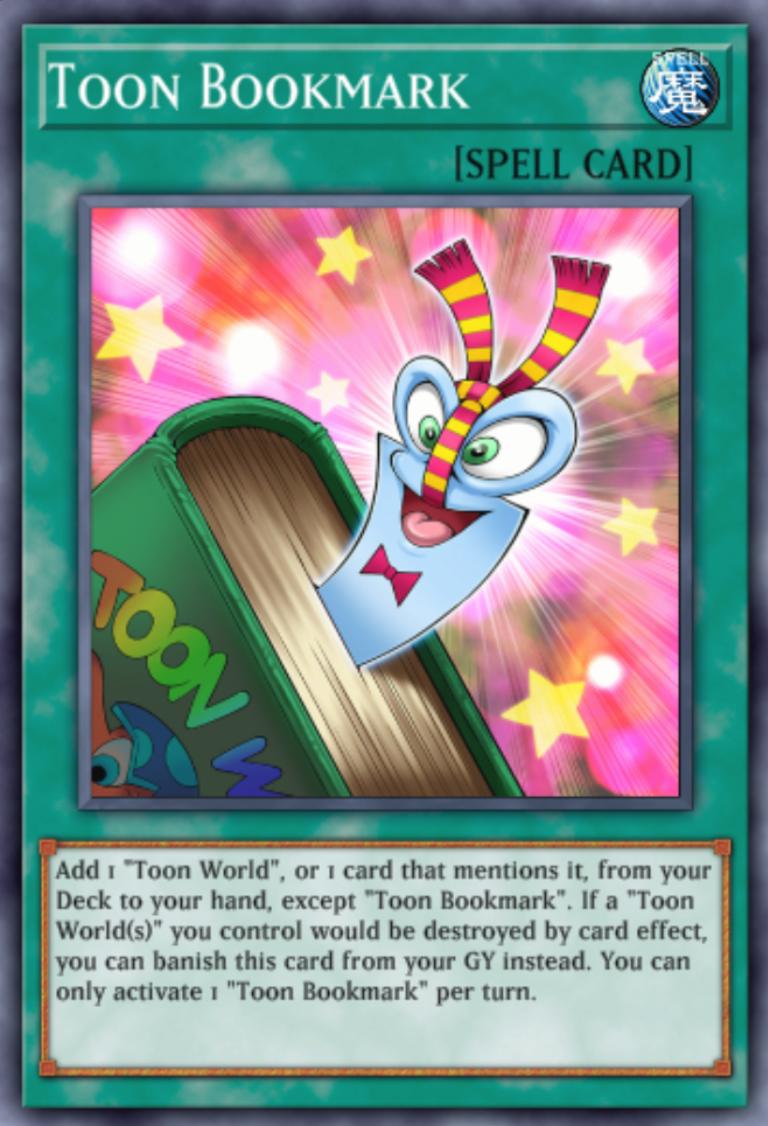 TOON BOOKMARK
SPELL
魔
[SPELL CARD]
TOON W
Add 1 "Toon World", or 1 card that mentions it, from your
Deck to your hand, except "Toon Bookmark". If a "Toon
World(s)" you control would be destroyed by card effect,
you can banish this card from your GY instead. You can
only activate 1 "Toon Bookmark" per turn.